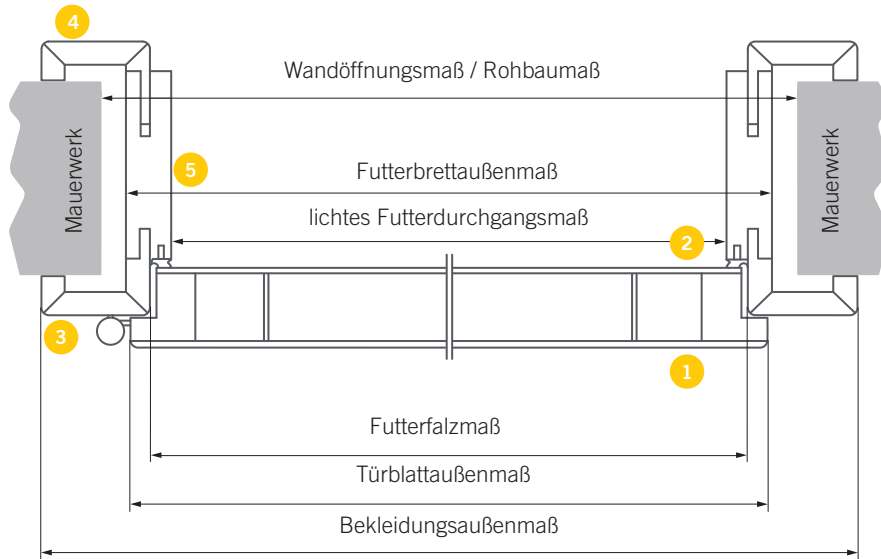 4
Wandöffnungsmaß / Rohbaumaß
Mauerwerk
Mauerwerk
5
Futterbrettaußenmaß
lichtes Futterdurchgangsmaß
2
3
1
Futterfalzmaß
Türblattaußenmaß
Bekleidungsaußenmaß